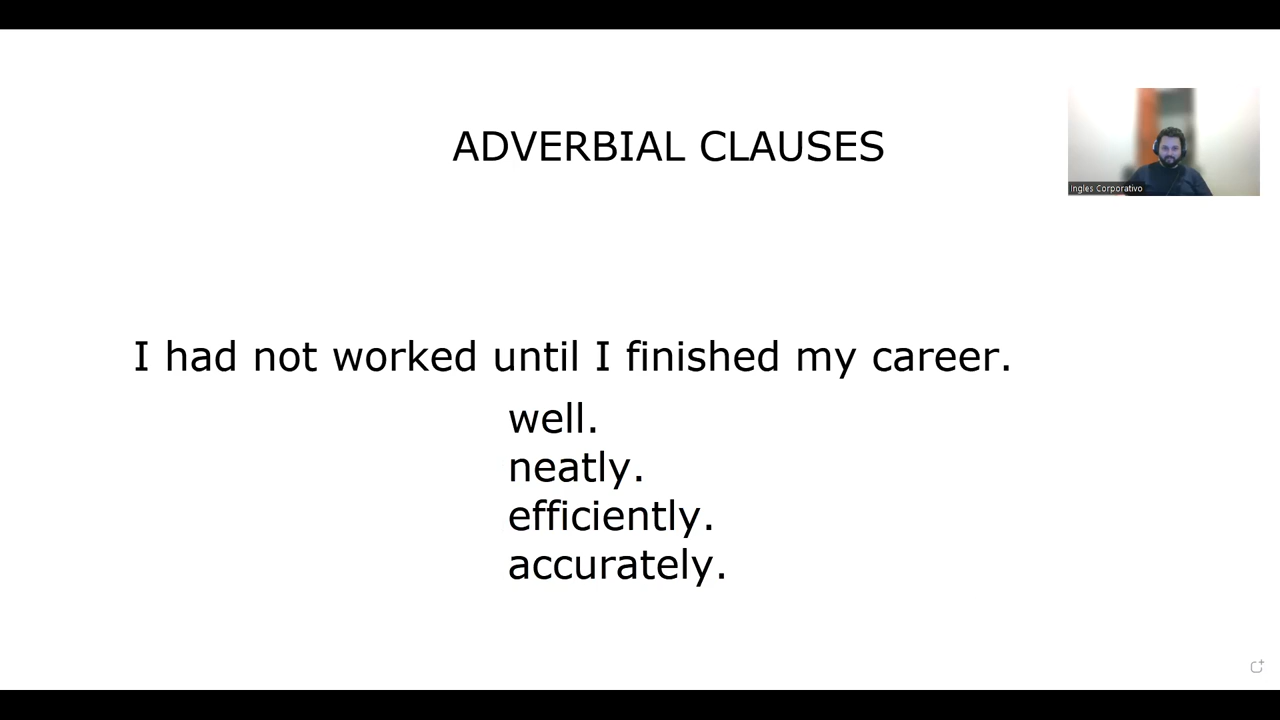 ADVERBIAL CLAUSES
Ingles Corporativo
I had not worked until I finished my career.
well.
neatly.
efficiently.
accurately.